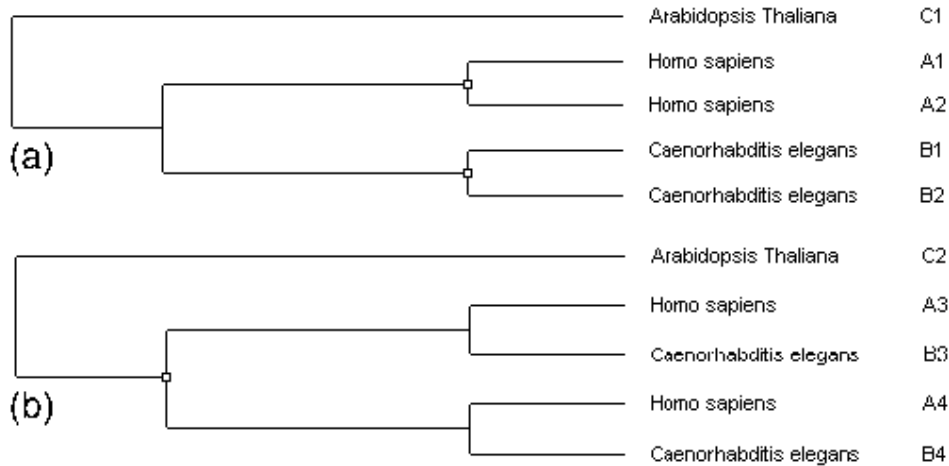 Arabidopsis Thaliana C1
Homo sapiens A1
Homo sapiens A2
(a)
Caenorhabditis elegans B1
Caenorhabditis elegans B2
Arabidopsis Thaliana C2
Homo sapiens A3
Caenorhabditis elegans B3
(b)
Homo sapiens A4
Caenorhabditis elegans B4